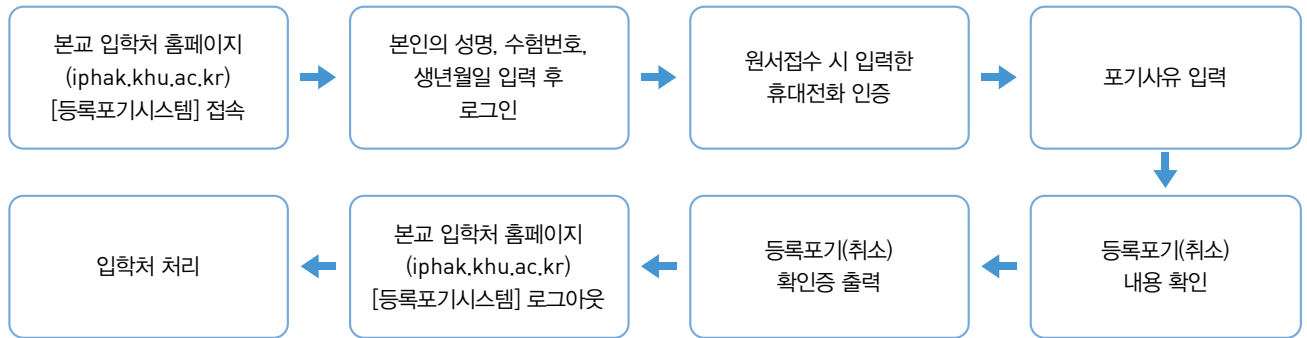 본교 입학처 홈페이지
(iphak.khu.ac.kr)
[등록포기시스템] 접속
본인의 성명, 수험번호,
생년월일 입력 후
로그인
원서접수 시 입력한
휴대전화 인증
포기사유 입력
등록포기(취소)
내용 확인
등록포기(취소)
확인증 출력
본교 입학처 홈페이지
(iphak.khu.ac.kr)
[등록포기시스템] 로그아웃
입학처 처리